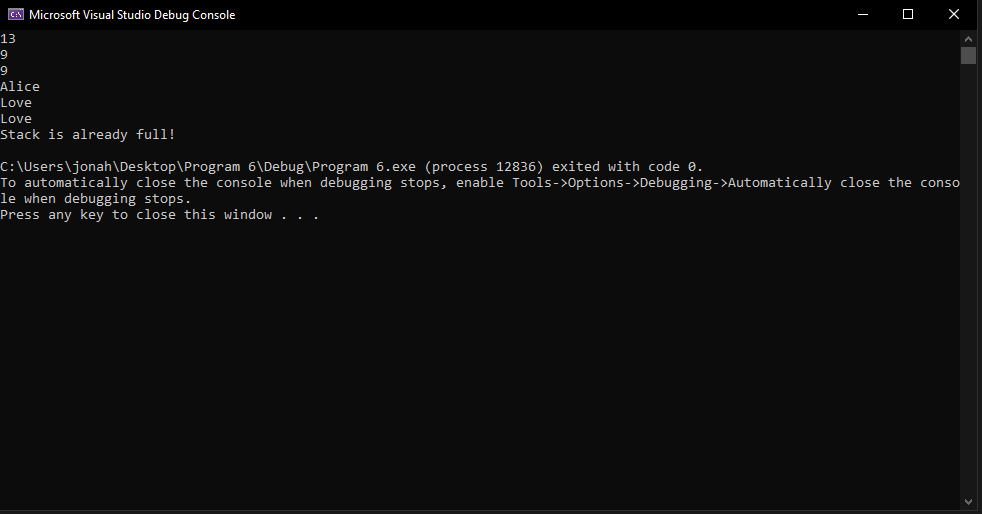 Microsoft Visual Studio Debug Console
13
9
9
Alice
Love
Love
Stack is already full!
C:\Users\jonah\Desktop\Program 6\Debug\Program 6.exe (process 12836) exited with code 0.
To automatically close the console when debugging stops, enable Tools->Options->Debugging->Automatically close the conso
le when debugging stops.
Press any key to close this window . . .